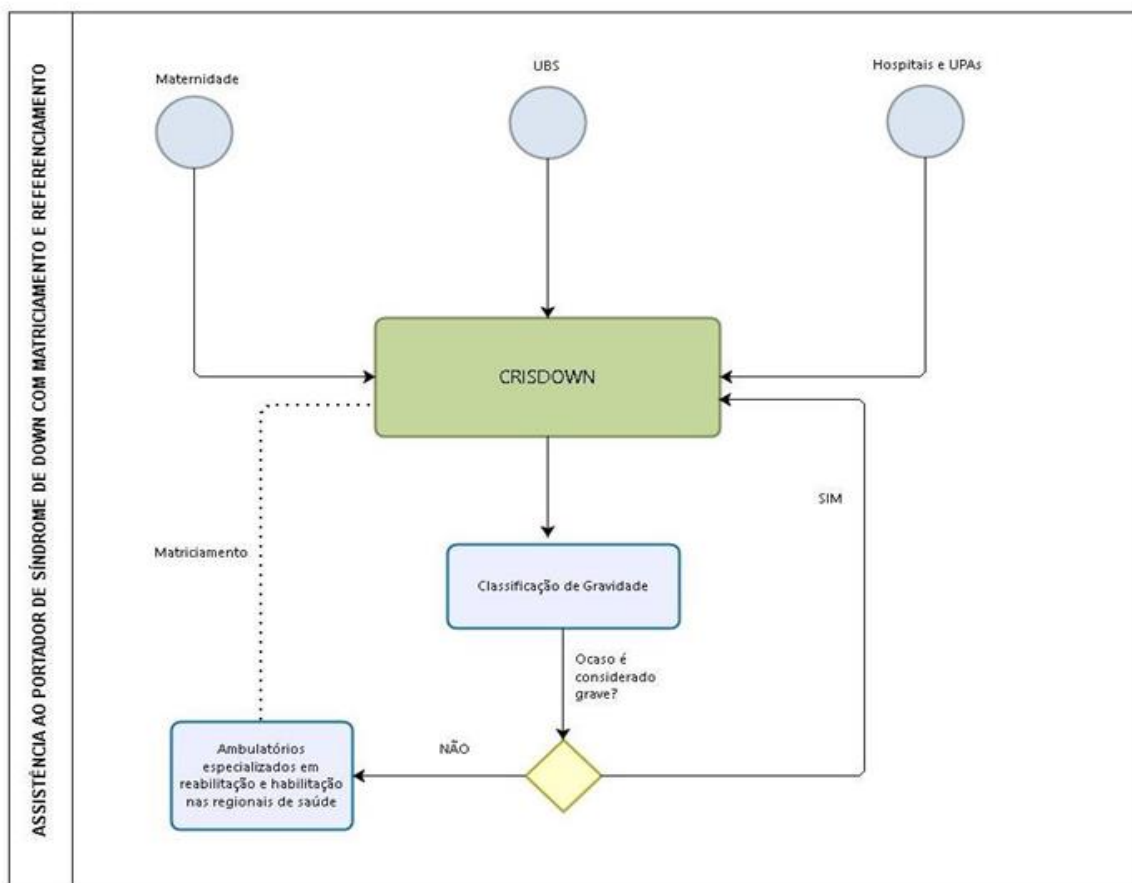 ASSISTÊNCIA AO PORTADOR DE SÍNDROME DE DOWN COM MATRICIAMENTO E REFERENCIAMENTO
Maternidade
UBS
Hospitais e UPAs
CRISDOWN
SIM
Matriciamento
Classificação de Gravidade
Ocaso é
considerado
grave?
NÃO
Ambulatórios
especializados em
reabilitação e habilitação
nas regionais de saúde